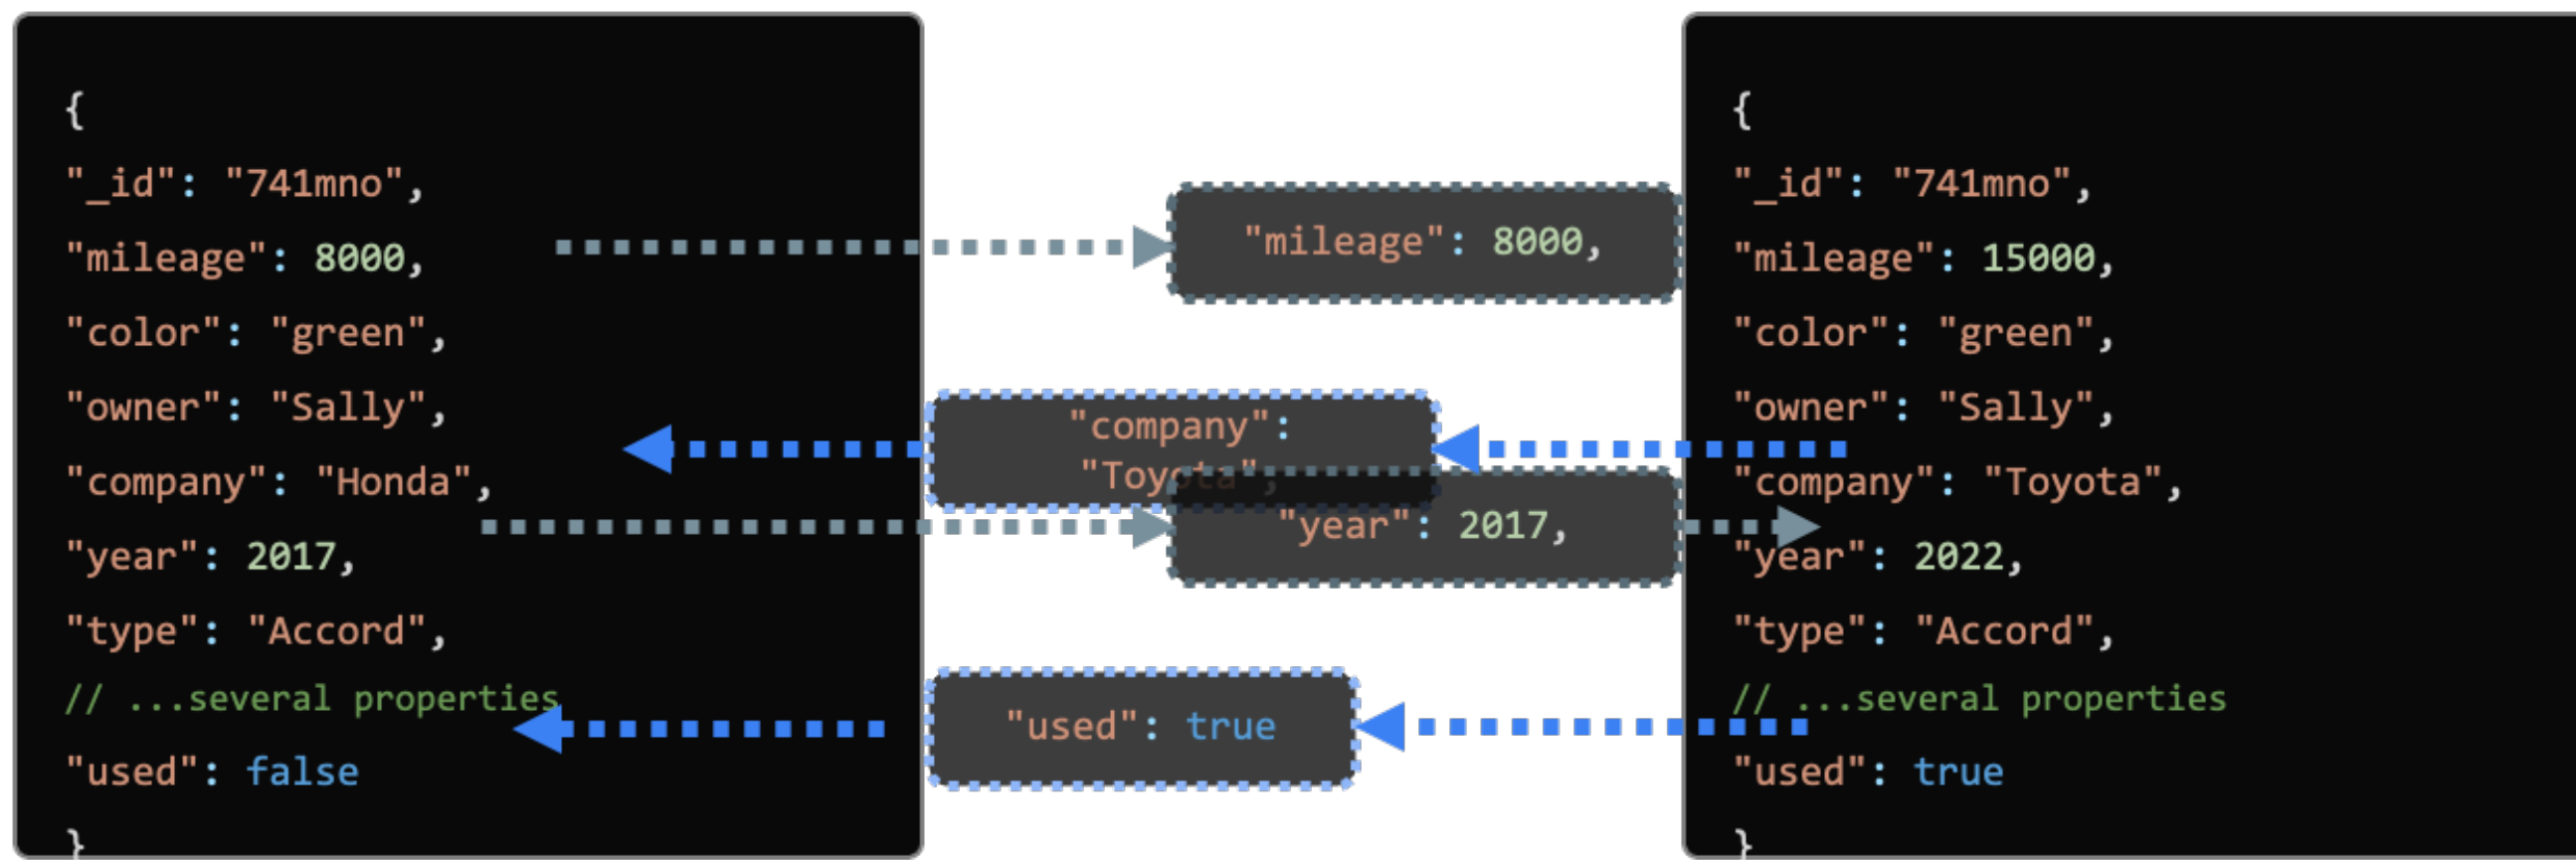 {
"_id": "741mno",
"mileage": 8000,
"color": "green",
"owner": "Sally",
"company": "Honda",
"year": 2017,
"type": "Accord",
// ...several properties
"used": false
}
"mileage": 8000,
"company":
"Toyota",
"year": 2017,
"used": true
{
"_id": "741mno",
"mileage": 15000,
"color": "green",
"owner": "Sally",
"company": "Toyota",
"year": 2022,
"type": "Accord",
// ...several properties
"used": true
}